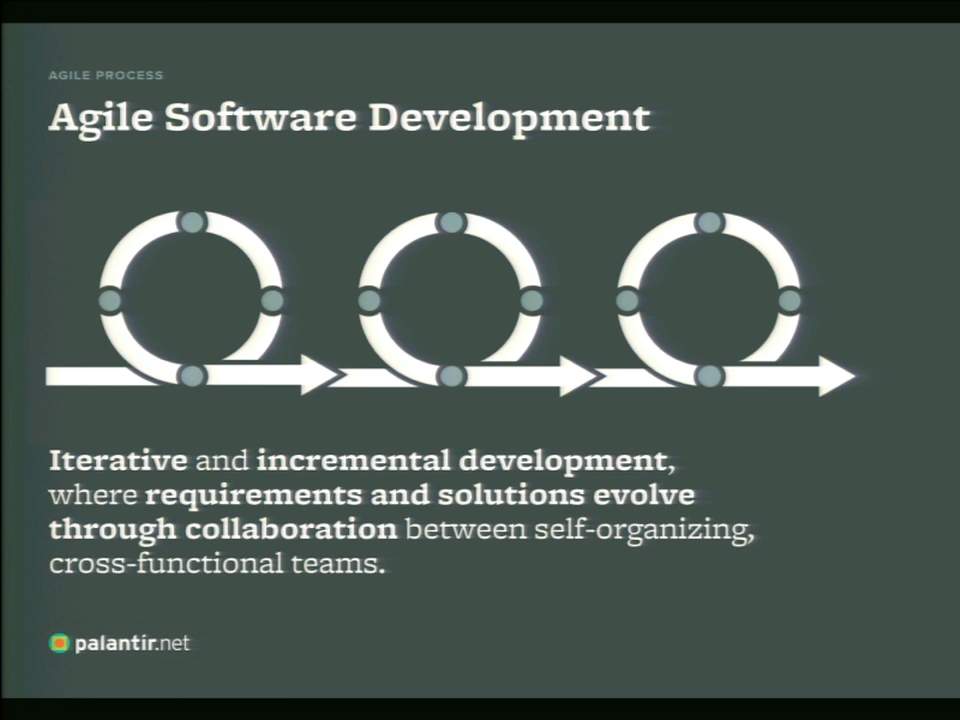 AGILE PROCESS
Agile Software Development
Iterative and incremental development,
where requirements and solutions evolve
through collaboration between self-organizing,
cross-functional teams.
palantir.net